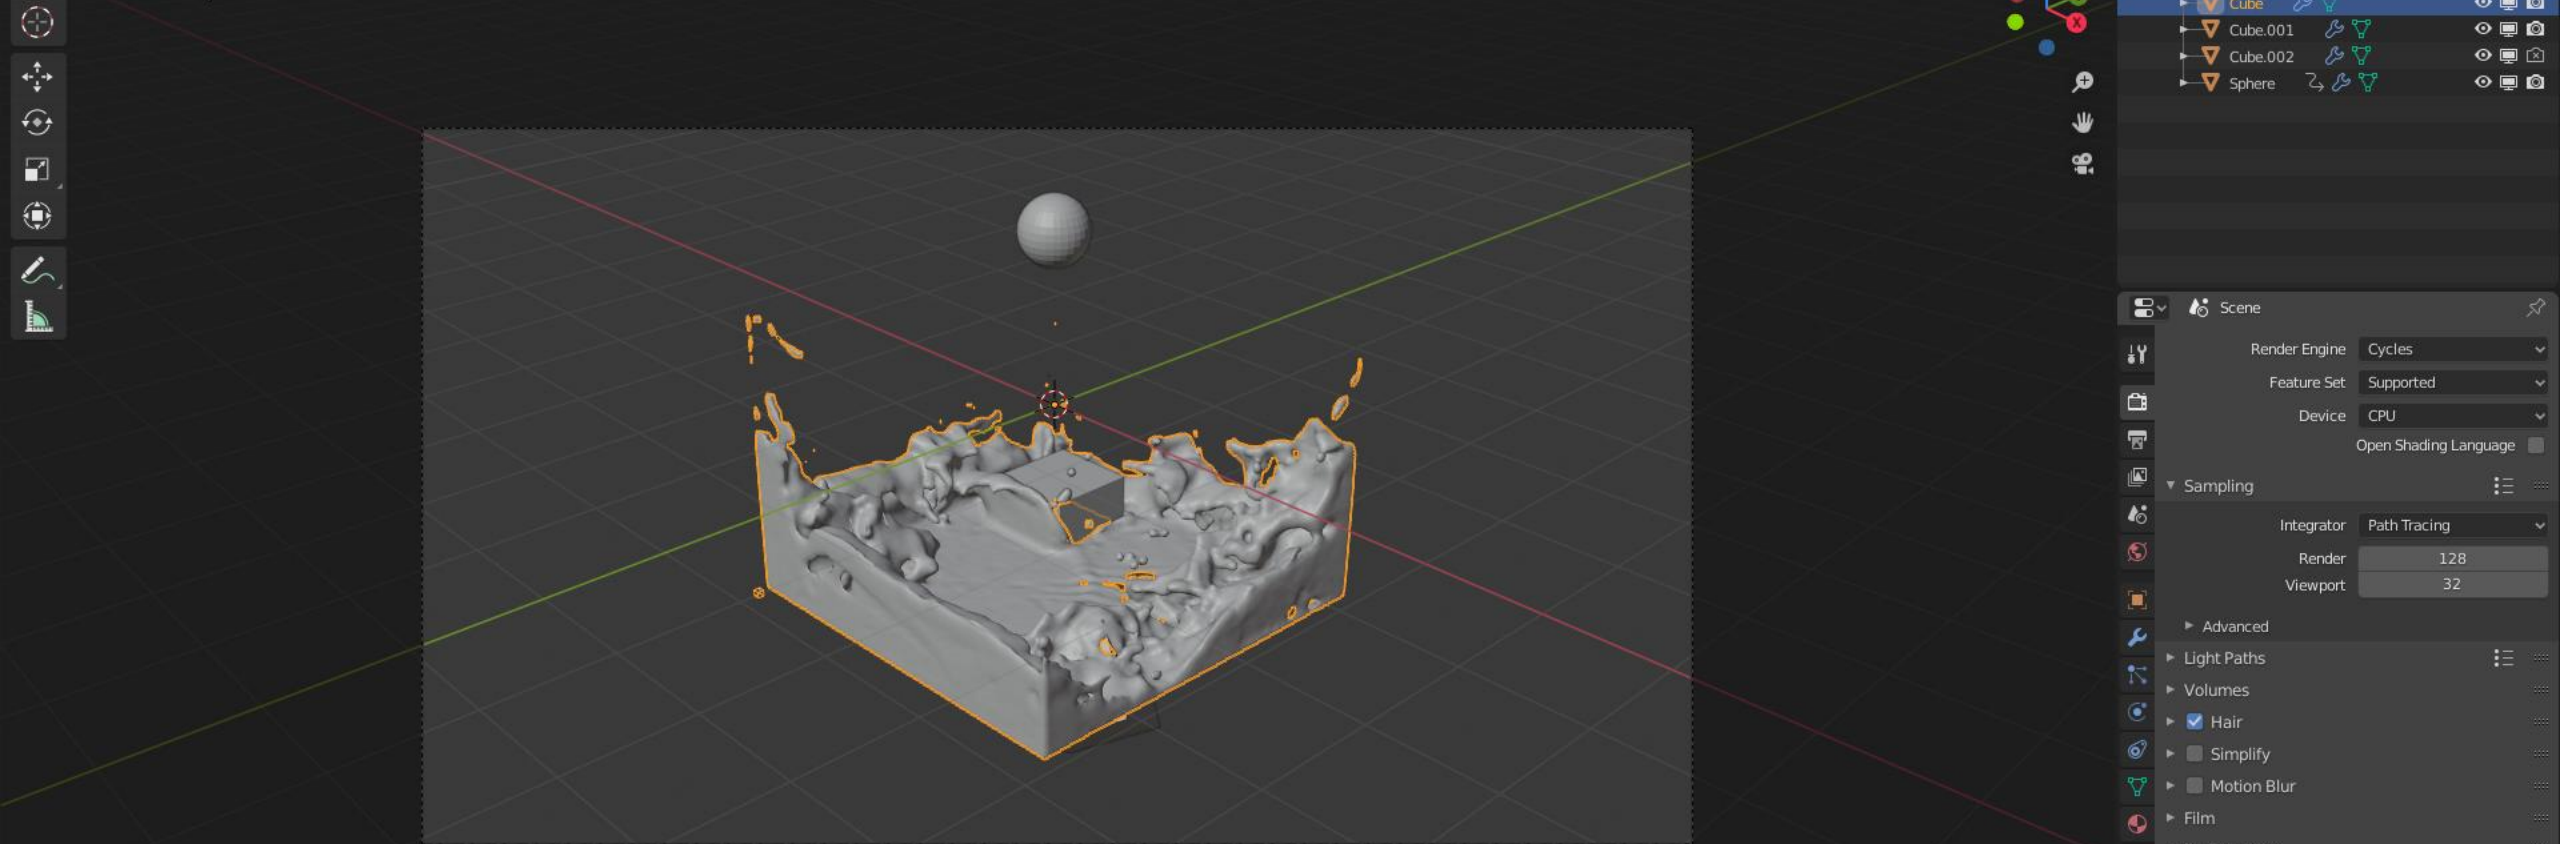 Cube
X
Cube.001
Cube.002
Sphere
Scene
Render Engine Cycles
Feature Set Supported
Device CPU
Open Shading Language
Sampling
Integrator Path Tracing
Render 128
Viewport 32
Advanced
Light Paths
Volumes
Hair
Simplify
Motion Blur
Film